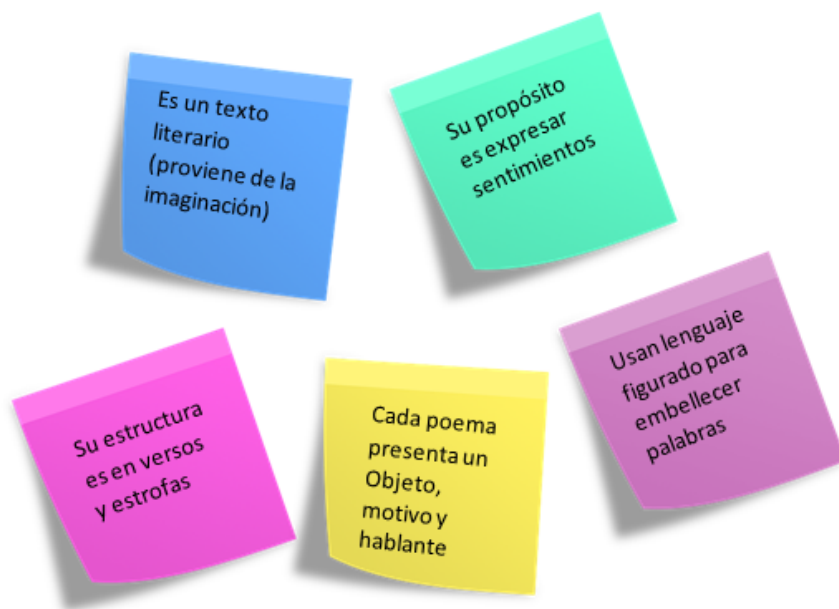 Es un texto
literario
(proviene de la
imaginación)
Su propósito
es expresar
sentimientos
Su estructura
es en versos
y estrofas
Cada poema
presenta un
Objeto,
motivo y
hablante
Usan lenguaje
figurado para
embellecer
palabras